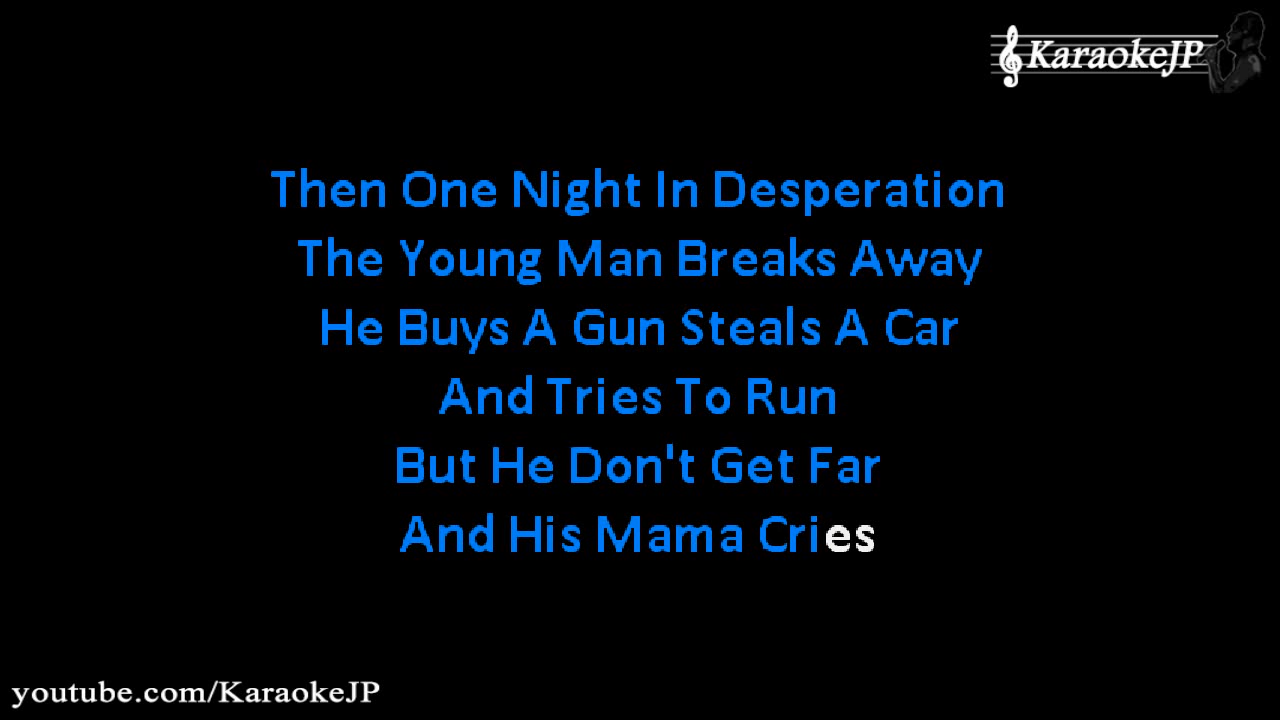 KaraokeJP
Then One Night In Desperation
The Young Man Breaks Away
He Buys A Gun Steals A Car
And Tries To Run
But He Don't Get Far
And His Mama Cries
youtube.com/KaraokeJP